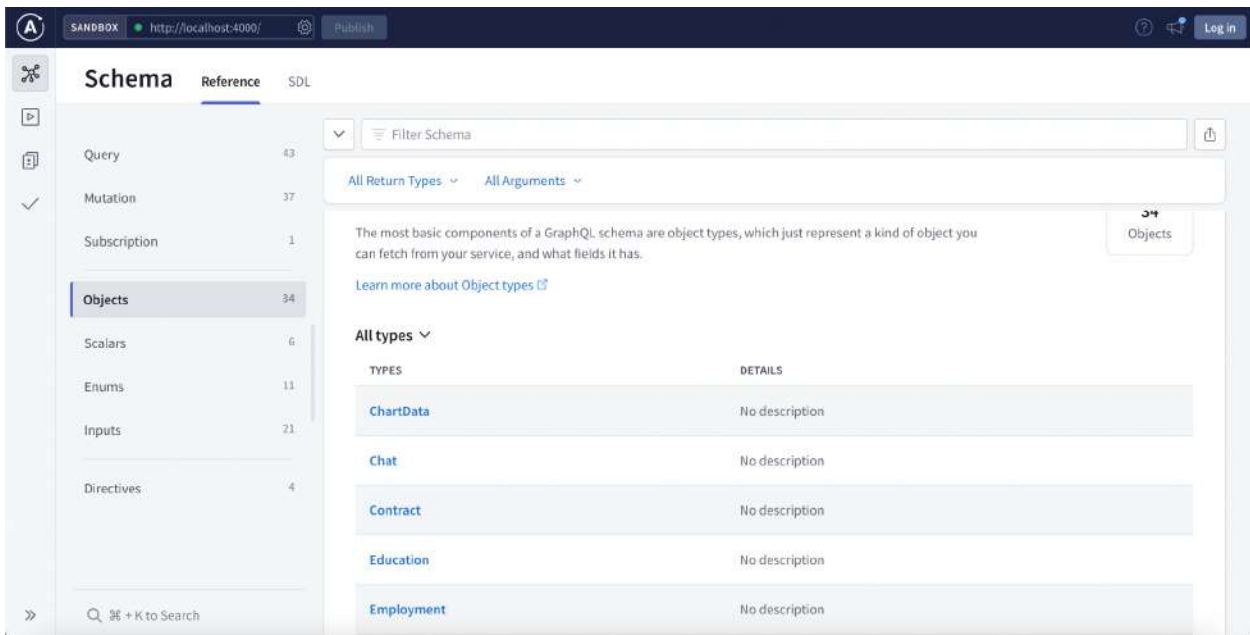 SANDBOX http://localhost:4000/ Publish Log in
Schema Reference SDL
Query 43
Mutation 37
Subscription 1
Objects 34
Scalars 6
Enums 11
Inputs 21
Directives 4
⌘ + K to Search
Filter Schema
All Return Types All Arguments
34
Objects
The most basic components of a GraphQL schema are object types, which just represent a kind of object you
can fetch from your service, and what fields it has.
Learn more about Object types
All types
TYPES DETAILS
ChartData No description
Chat No description
Contract No description
Education No description
Employment No description